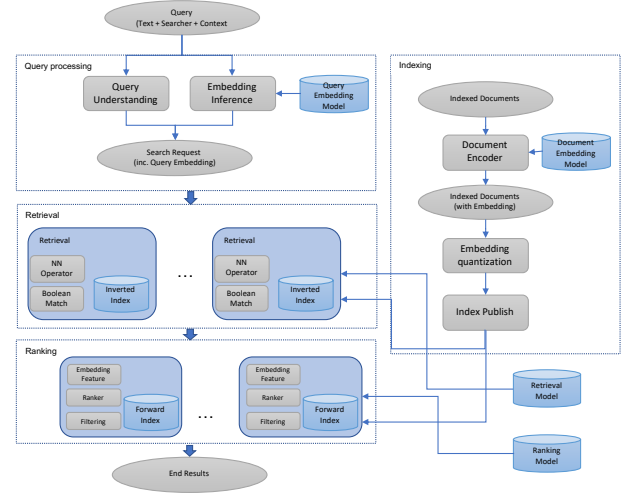 Query
(Text + Searcher + Context
Query processing
Query
Understanding
Embedding
Inference
Query
Embedding
Model
Search Request
(inc. Query Embedding)
Retrieval
Retrieval
NN
Operator
Boolean
Match
Inverted
Index
...
Retrieval
NN
Operator
Boolean
Match
Inverted
Index
Ranking
Embedding
Feature
Ranker
Filtering
Forward
Index
...
Embedding
Feature
Ranker
Filtering
Forward
Index
End Results
Indexing
Indexed Documents
Document
Encoder
Document
Embedding
Model
Indexed Documents
(with Embedding)
Embedding
quantization
Index Publish
Retrieval
Model
Ranking
Model